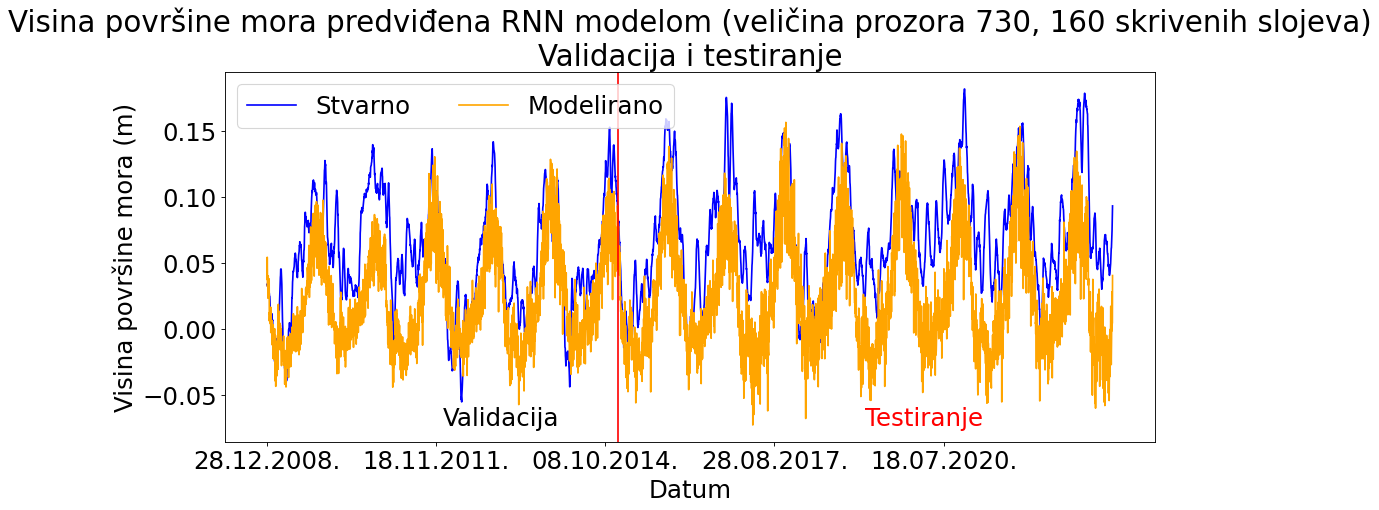 Visina površine mora predviđena RNN modelom (veličina prozora 730, 160 skrivenih slojeva)
Validacija i testiranje
Stvarno
Modelirano
Visina površine mora (m)
0.15
0.10
0.05
0.00
−0.05
Validacija
Testiranje
28.12.2008.
18.11.2011.
08.10.2014.
28.08.2017.
18.07.2020.
Datum